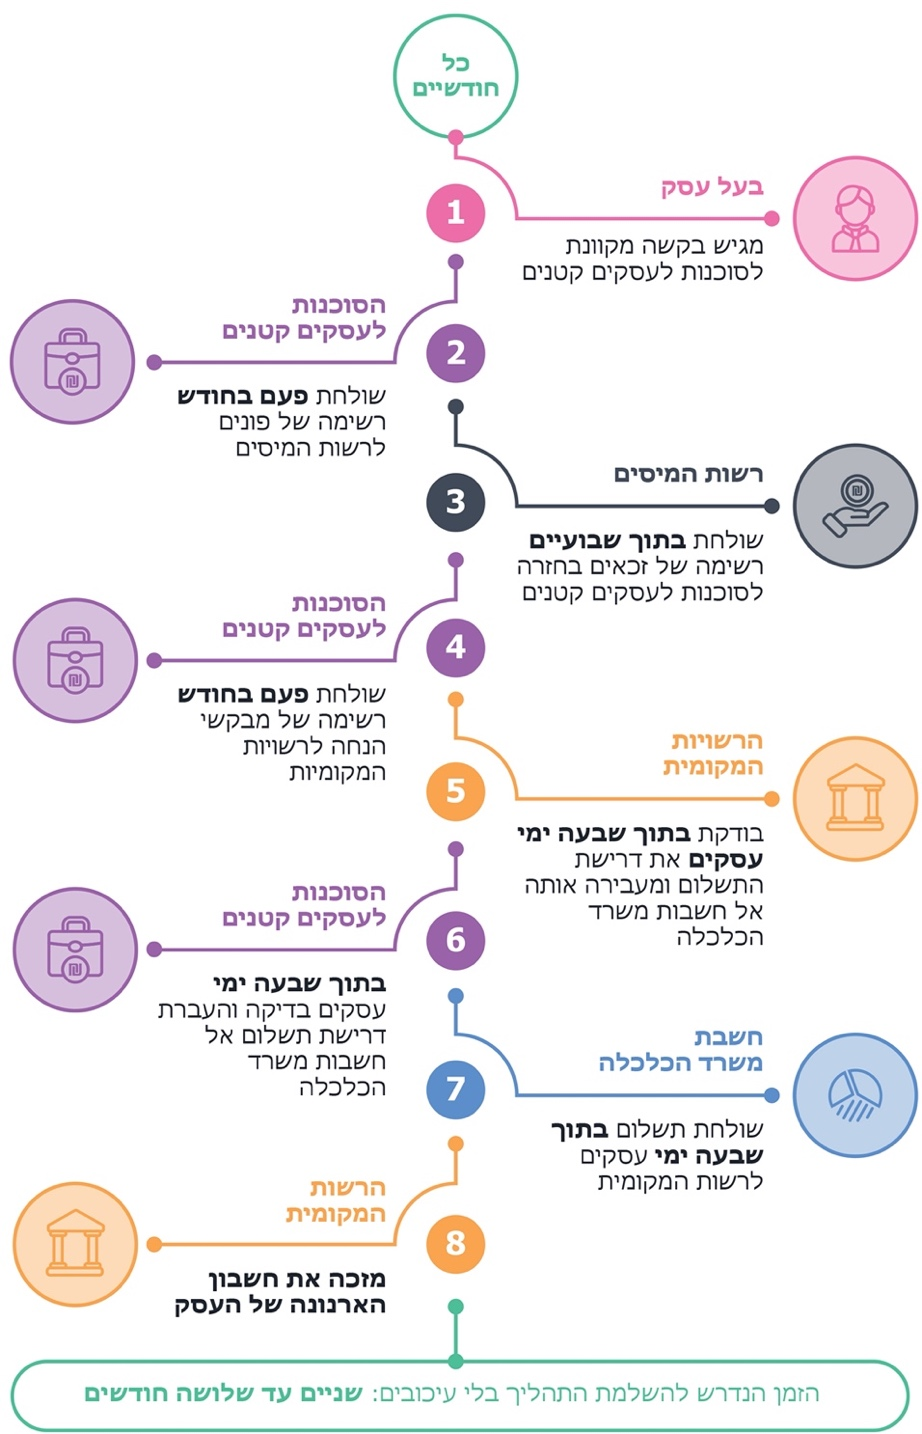 כל
חודשיים
בעל עסק
1
מגיש בקשה מקוונת
לסוכנות לעסקים קטנים
הסוכנות
לעסקים קטנים
2
שולחת פעם בחודש
רשימה של פונים
לרשות המיסים
רשות המיסים
3
שולחת בתוך שבועיים
רשימה של זכאים בחזרה
לסוכנות לעסקים קטנים
הסוכנות
לעסקים קטנים
4
שולחת פעם בחודש
רשימה של מבקשי
הנחה לרשויות
המקומיות
הרשויות
המקומית
5
בודקת בתוך שבעה ימי
עסקים את דרישת
התשלום ומעבירה אותה
אל חשבות משרד
הכלכלה
הסוכנות
לעסקים קטנים
6
בתוך שבעה ימי
עסקים בדיקה והעברת
דרישת תשלום אל
חשבות משרד
הכלכלה
חשבת
משרד הכלכלה
7
שולחת תשלום בתוך
שבעה ימי עסקים
לרשות המקומית
הרשות
המקומית
8
מזכה את חשבון
הארנונה של העסק
הזמן הנדרש להשלמת התהליך בלי עיכובים: שניים עד שלושה חודשים